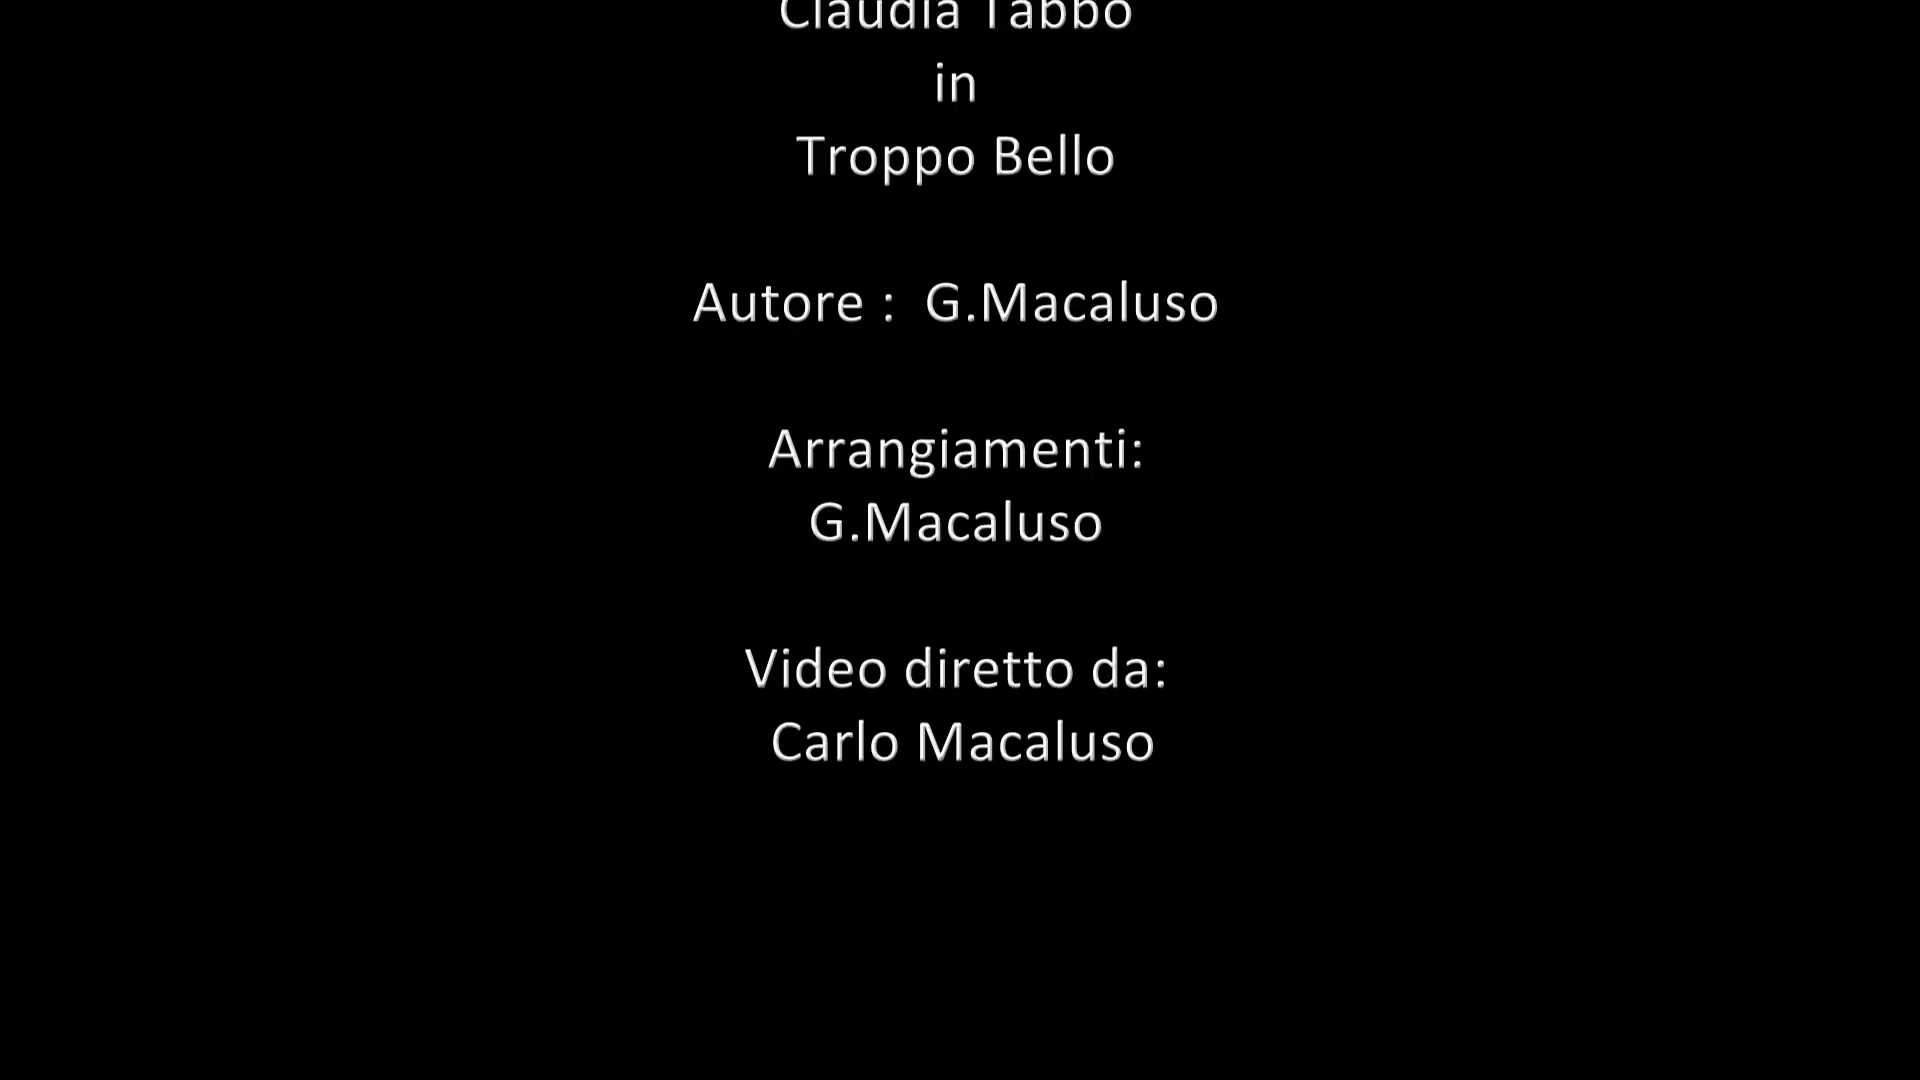 Claudia Tabbo
in
Troppo Bello
Autore :  G.Macaluso
Arrangiamenti:
G.Macaluso
Video diretto da:
Carlo Macaluso